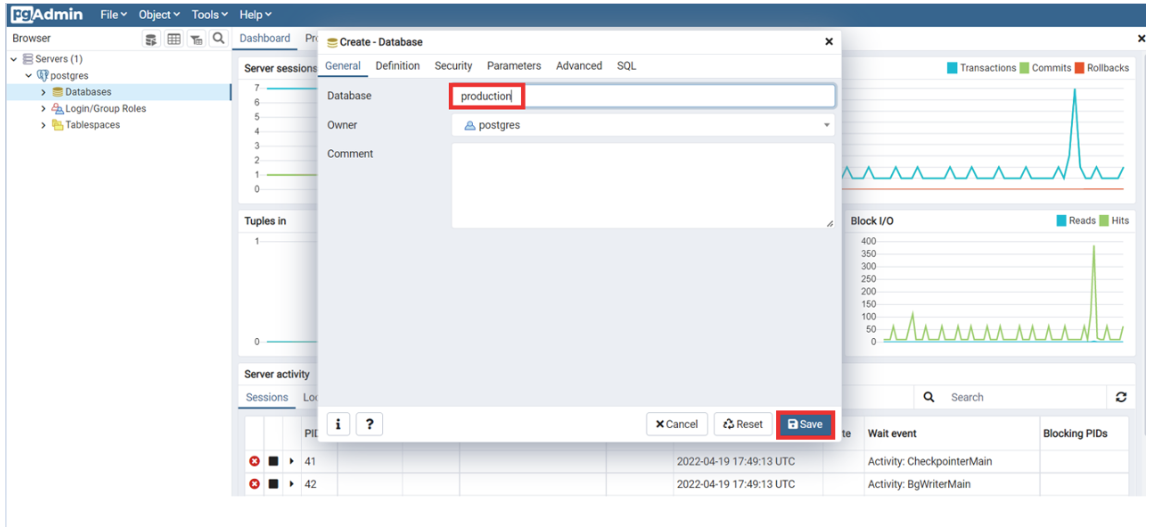 pgAdmin File Object Tools Help
Browser
Dashboard
Servers (1)
postgres
Databases
Login/Group Roles
Tablespaces
Server sessions
7
6
5
4
3
2
1
0
Create - Database
General Definition Security Parameters Advanced SQL
Database production
Owner postgres
Comment
Cancel Reset Save
Transactions Commits Rollbacks
Tuples in
1
0
Block I/O Reads Hits
400
350
300
250
200
150
100
50
0
Server activity
Sessions
Search
Wait event Blocking PIDs
41 2022-04-19 17:49:13 UTC Activity: CheckpointerMain
42 2022-04-19 17:49:13 UTC Activity: BgWriterMain